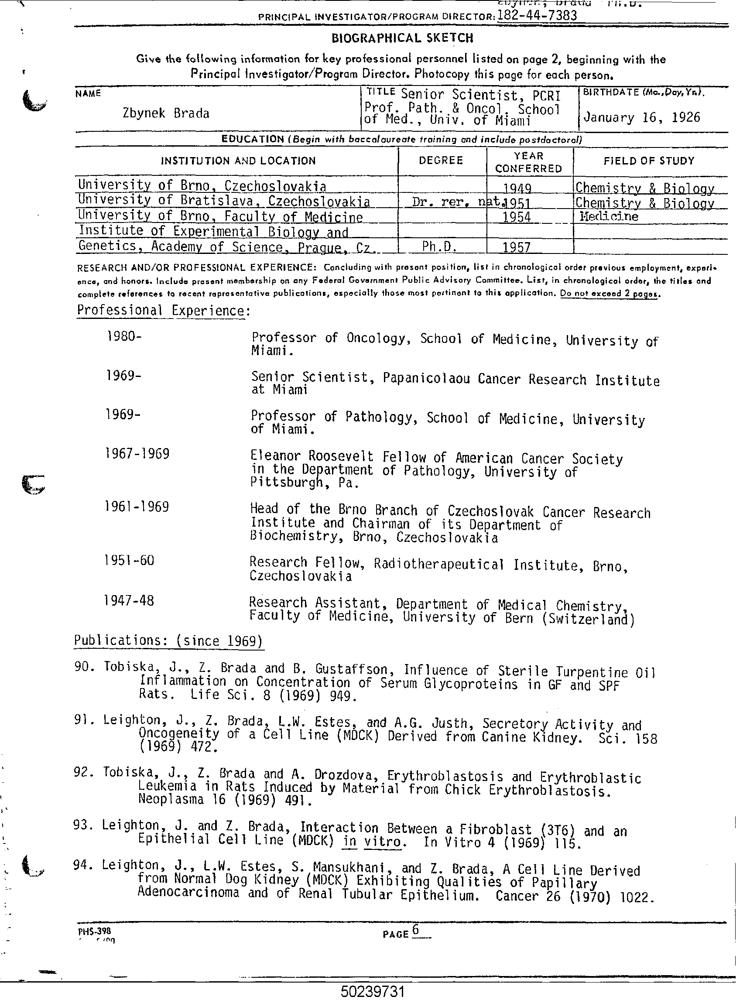 Zbynek, Brada Ph.D.
PRINCIPAL INVESTIGATOR/PROGRAM DIRECTOR: 182-44-7383
BIOGRAPHICAL SKETCH
Give the following information for key professional personnel listed on page 2, beginning with the
Principal Investigator/Program Director. Photocopy this page for each person.
NAME
Zbynek Brada
TITLE Senior Scientist, PCRI
Prof. Path. & Oncol. School
of Med., Univ. of Miami
BIRTHDATE (Mo., Day, Yr.).
January 16, 1926
EDUCATION (Begin with baccalaureate training and include postdoctoral)
INSTITUTION AND LOCATION DEGREE YEAR CONFERRED FIELD OF STUDY
University of Brno, Czechoslovakia 1949 Chemistry & Biology
University of Bratislava, Czechoslovakia Dr. rer. nat. 1951 Chemistry & Biology
University of Brno, Faculty of Medicine 1954 Medicine
Institute of Experimental Biology and
Genetics, Academy of Science, Prague, Cz. Ph.D. 1957
RESEARCH AND/OR PROFESSIONAL EXPERIENCE: Concluding with present position, list in chronological order previous employment, experi-
ence, and honors. Include present membership on any Federal Government Public Advisory Committee. List, in chronological order, the titles and
complete references to recent representative publications, especially those most pertinent to this application. Do not exceed 2 pages.
Professional Experience:
1980- Professor of Oncology, School of Medicine, University of
Miami.
1969- Senior Scientist, Papanicolaou Cancer Research Institute
at Miami
1969- Professor of Pathology, School of Medicine, University
of Miami.
1967-1969 Eleanor Roosevelt Fellow of American Cancer Society
in the Department of Pathology, University of
Pittsburgh, Pa.
1961-1969 Head of the Brno Branch of Czechoslovak Cancer Research
Institute and Chairman of its Department of
Biochemistry, Brno, Czechoslovakia
1951-60 Research Fellow, Radiotherapeutical Institute, Brno,
Czechoslovakia
1947-48 Research Assistant, Department of Medical Chemistry,
Faculty of Medicine, University of Bern (Switzerland)
Publications: (since 1969)
90. Tobiska, J., Z. Brada and B. Gustaffson, Influence of Sterile Turpentine Oil
Inflammation on Concentration of Serum Glycoproteins in GF and SPF
Rats. Life Sci. 8 (1969) 949.
91. Leighton, J., Z. Brada, L.W. Estes, and A.G. Justh, Secretory Activity and
Oncogeneity of a Cell Line (MDCK) Derived from Canine Kidney. Sci. 158
(1969) 472.
92. Tobiska, J., Z. Brada and A. Drozdova, Erythroblastosis and Erythroblastic
Leukemia in Rats Induced by Material from Chick Erythroblastosis.
Neoplasma 16 (1969) 491.
93. Leighton, J. and Z. Brada, Interaction Between a Fibroblast (3T6) and an
Epithelial Cell Line (MDCK) in vitro. In Vitro 4 (1969) 115.
94. Leighton, J., L.W. Estes, S. Mansukhani, and Z. Brada, A Cell Line Derived
from Normal Dog Kidney (MDCK) Exhibiting Qualities of Papillary
Adenocarcinoma and of Renal Tubular Epithelium. Cancer 26 (1970) 1022.
PHS-398
PAGE 6
50239731